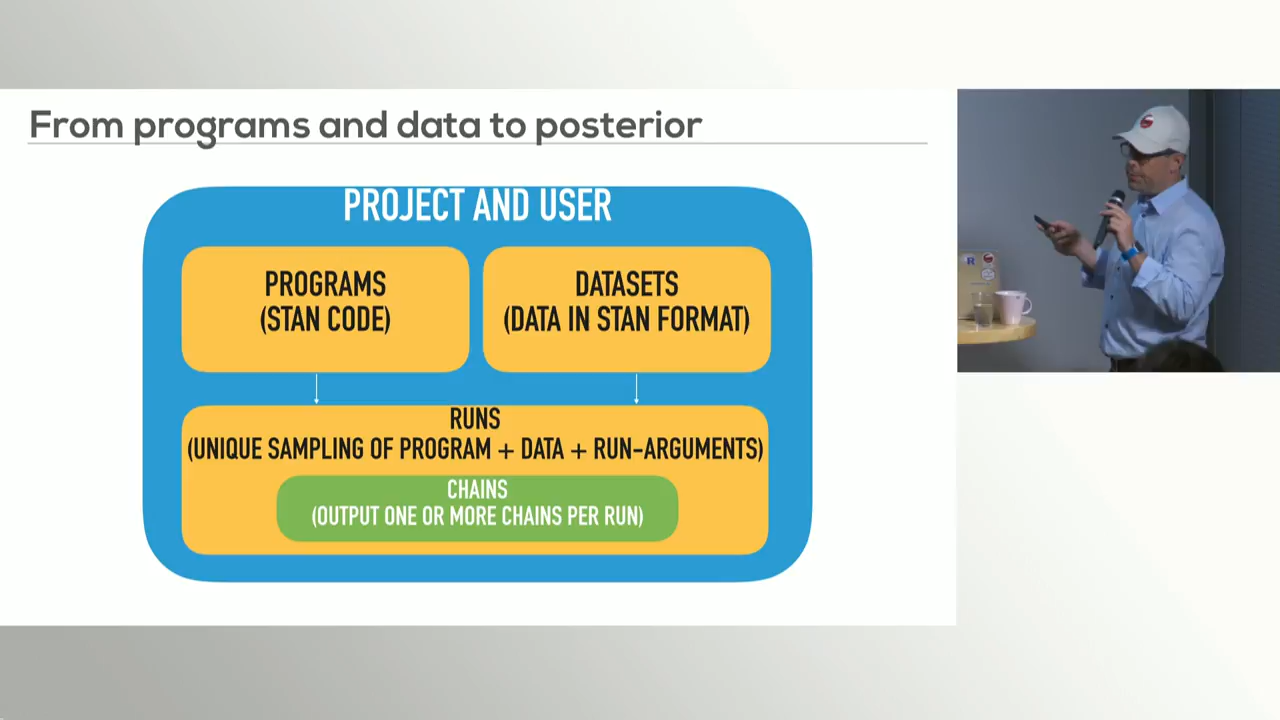 From programs and data to posterior
PROJECT AND USER
PROGRAMS
(STAN CODE)
DATASETS
(DATA IN STAN FORMAT)
RUNS
(UNIQUE SAMPLING OF PROGRAM + DATA + RUN-ARGUMENTS)
CHAINS
(OUTPUT ONE OR MORE CHAINS PER RUN)
R